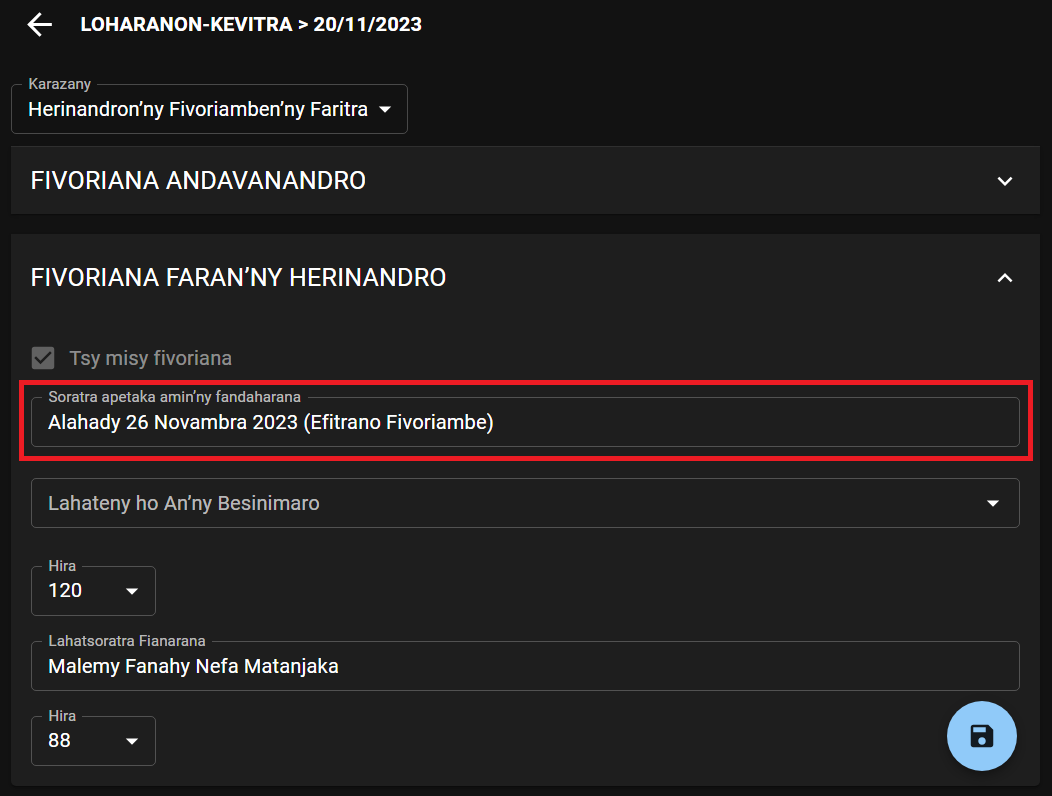 LOHARANON-KEVITRA > 20/11/2023
Karazany
Herinandron’ny Fivoriamben’ny Faritra
FIVORIANA ANDAVANANDRO
FIVORIANA FARAN’NY HERINANDRO
Tsy misy fivoriana
Soratra apetaka amin’ny fandaharana
Alahady 26 Novambra 2023 (Efitrano Fivoriambe)
Lahateny ho An’ny Besinimaro
Hira
120
Lahatsoratra Fianarana
Malemy Fanahy Nefa Matanjaka
Hira
88